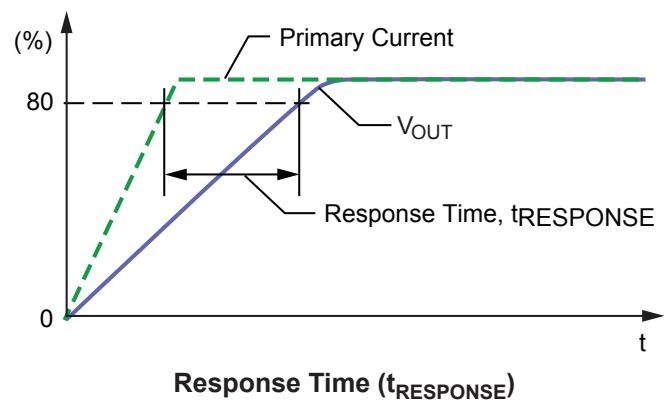 (%)
Primary Current
80
VOUT
Response Time, tRESPONSE
0
t
Response Time (tRESPONSE)